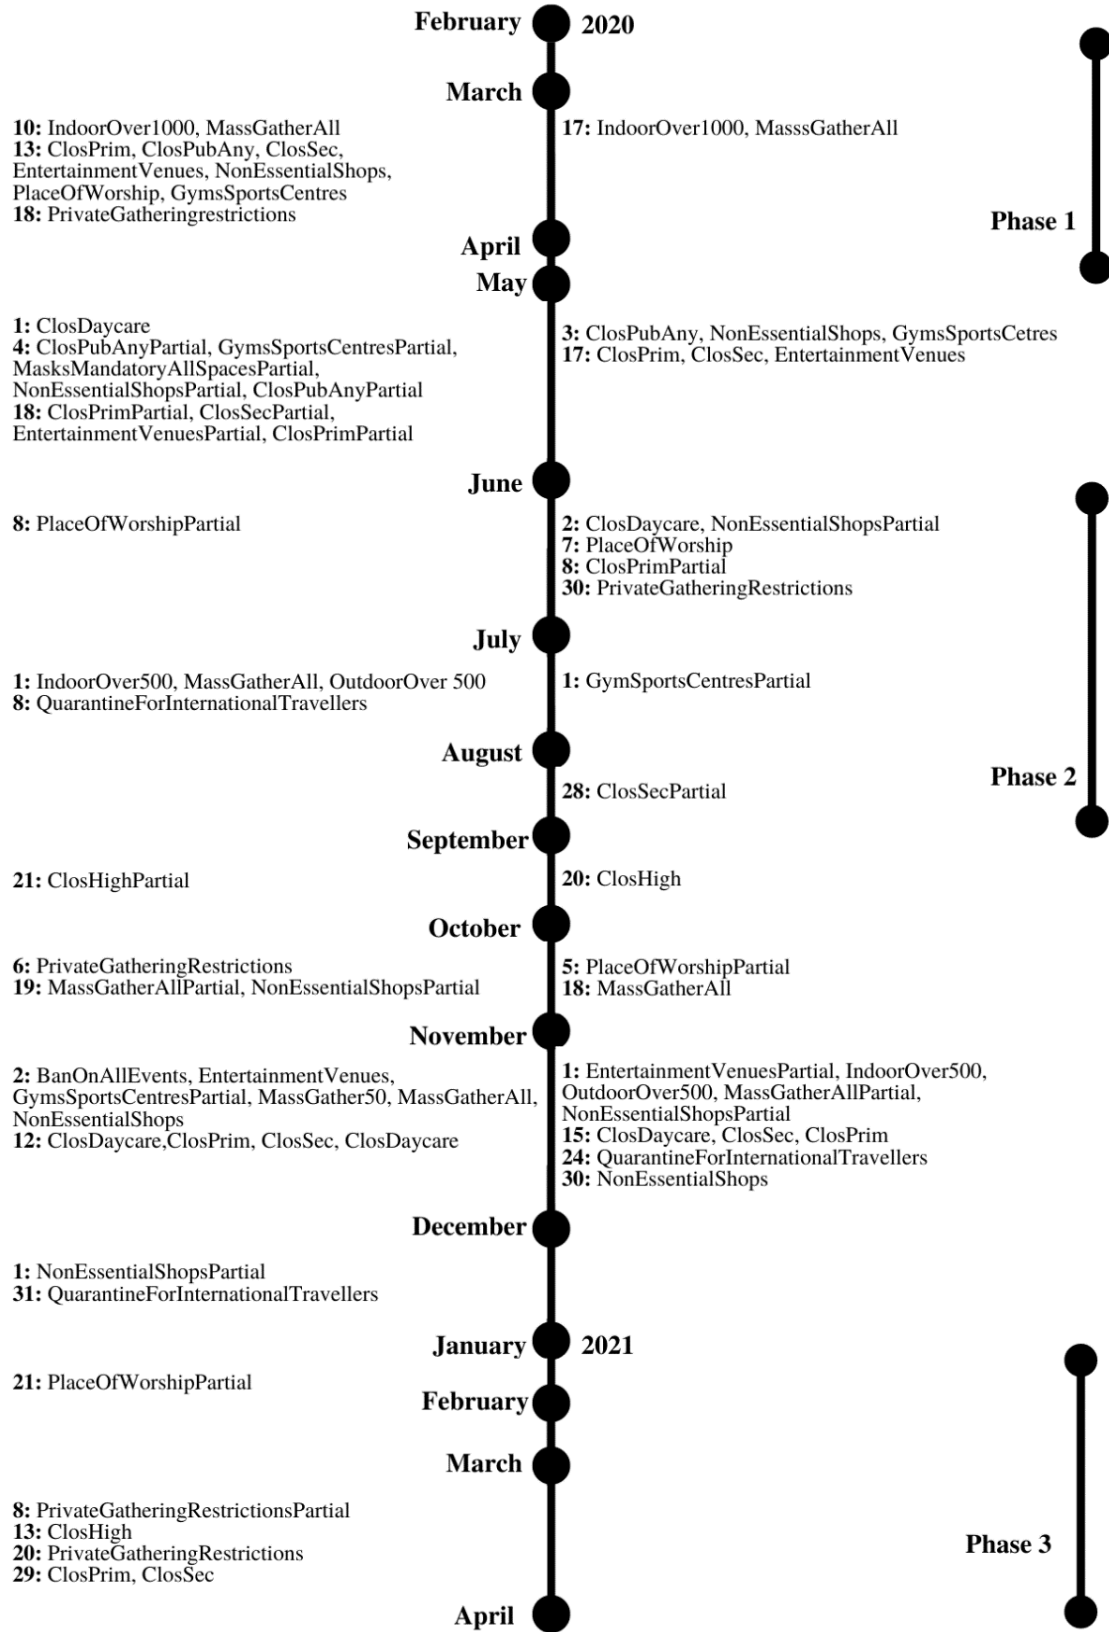 February 2020
March
10: IndoorOver1000, MassGatherAll
13: ClosPrim, ClosPubAny, ClosSec,
EntertainmentVenues, NonEssentialShops,
PlaceOfWorship, GymsSportsCentres
18: PrivateGatheringrestrictions
17: IndoorOver1000, MasssGatherAll
Phase 1
April
May
1: ClosDaycare
4: ClosPubAnyPartial, GymsSportsCentresPartial,
MasksMandatoryAllSpacesPartial,
NonEssentialShopsPartial, ClosPubAnyPartial
18: ClosPrimPartial, ClosSecPartial,
EntertainmentVenuesPartial, ClosPrimPartial
3: ClosPubAny, NonEssentialShops, GymsSportsCetres
17: ClosPrim, ClosSec, EntertainmentVenues
June
8: PlaceOfWorshipPartial
2: ClosDaycare, NonEssentialShopsPartial
7: PlaceOfWorship
8: ClosPrimPartial
30: PrivateGatheringRestrictions
July
1: IndoorOver500, MassGatherAll, OutdoorOver 500
8: QuarantineForInternationalTravellers
1: GymSportsCentresPartial
August
28: ClosSecPartial
Phase 2
September
21: ClosHighPartial
20: ClosHigh
October
6: PrivateGatheringRestrictions
19: MassGatherAllPartial, NonEssentialShopsPartial
5: PlaceOfWorshipPartial
18: MassGatherAll
November
2: BanOnAllEvents, EntertainmentVenues,
GymsSportsCentresPartial, MassGather50, MassGatherAll,
NonEssentialShops
12: ClosDaycare,ClosPrim, ClosSec, ClosDaycare
1: EntertainmentVenuesPartial, IndoorOver500,
OutdoorOver500, MassGatherAllPartial,
NonEssentialShopsPartial
15: ClosDaycare, ClosSec, ClosPrim
24: QuarantineForInternationalTravellers
30: NonEssentialShops
December
1: NonEssentialShopsPartial
31: QuarantineForInternationalTravellers
January 2021
21: PlaceOfWorshipPartial
February
March
8: PrivateGatheringRestrictionsPartial
13: ClosHigh
20: PrivateGatheringRestrictions
29: ClosPrim, ClosSec
Phase 3
April